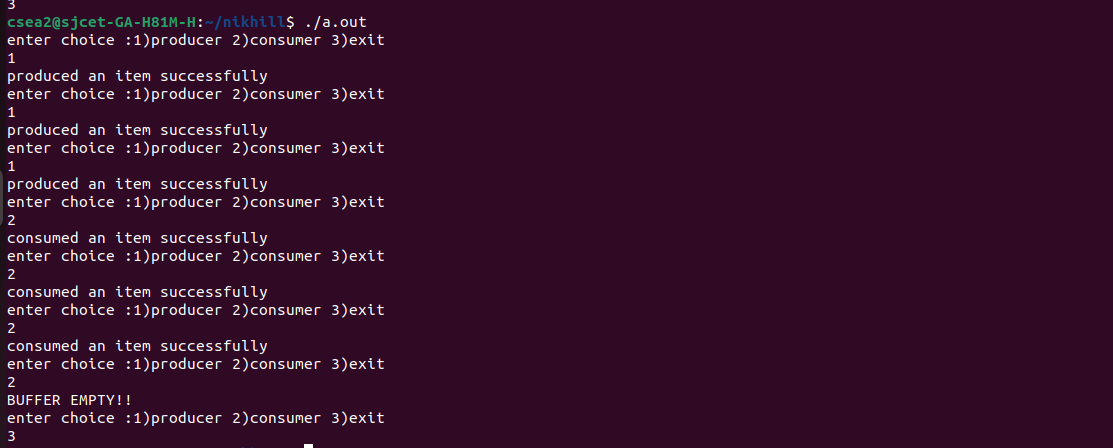 3
csea2@sjcet-GA-H81M-H:~/nikhill$ ./a.out
enter choice :1)producer 2)consumer 3)exit
1
produced an item successfully
enter choice :1)producer 2)consumer 3)exit
1
produced an item successfully
enter choice :1)producer 2)consumer 3)exit
1
produced an item successfully
enter choice :1)producer 2)consumer 3)exit
2
consumed an item successfully
enter choice :1)producer 2)consumer 3)exit
2
consumed an item successfully
enter choice :1)producer 2)consumer 3)exit
2
consumed an item successfully
enter choice :1)producer 2)consumer 3)exit
2
BUFFER EMPTY!!
enter choice :1)producer 2)consumer 3)exit
3